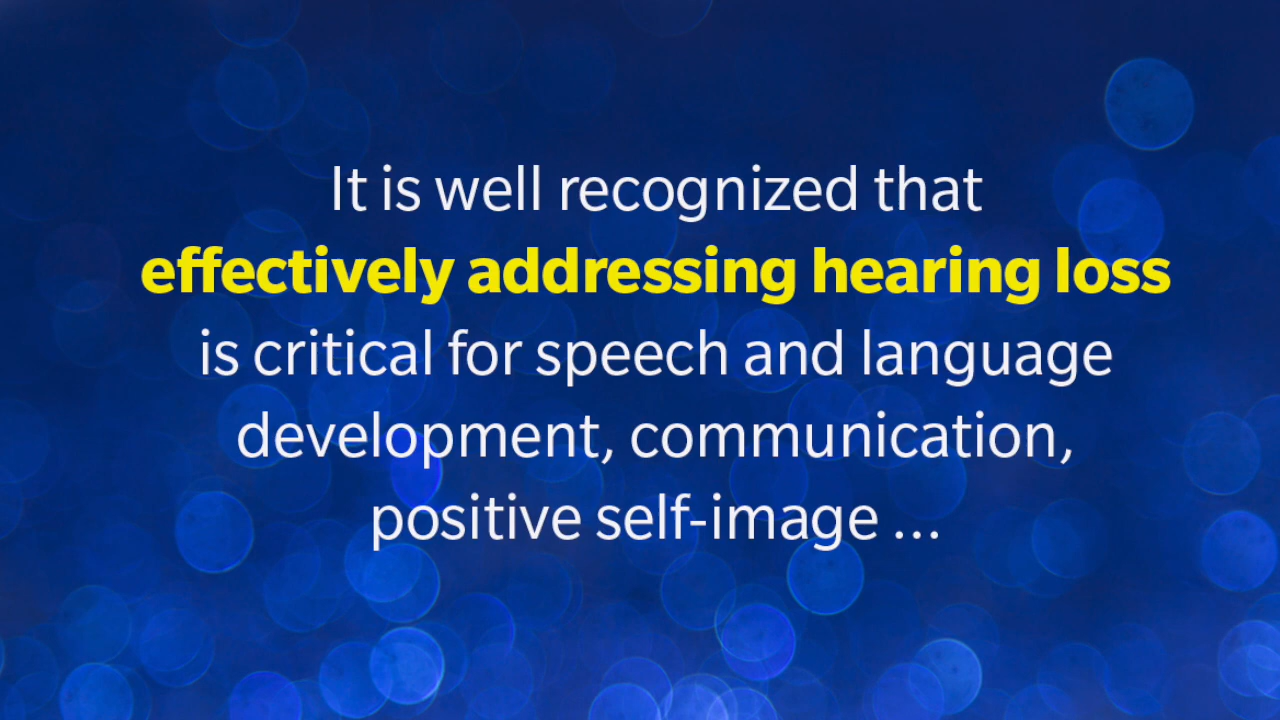 It is well recognized that
effectively addressing hearing loss
is critical for speech and language
development, communication,
positive self-image ...